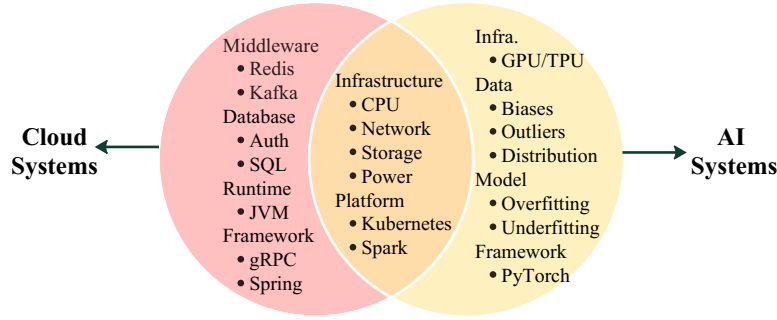 Cloud
Systems
Middleware
• Redis
• Kafka
Database
• Auth
• SQL
Runtime
• JVM
Framework
• gRPC
• Spring
Infrastructure
• CPU
• Network
• Storage
• Power
Platform
• Kubernetes
• Spark
Infra.
• GPU/TPU
Data
• Biases
• Outliers
• Distribution
Model
• Overfitting
• Underfitting
Framework
• PyTorch
AI
Systems